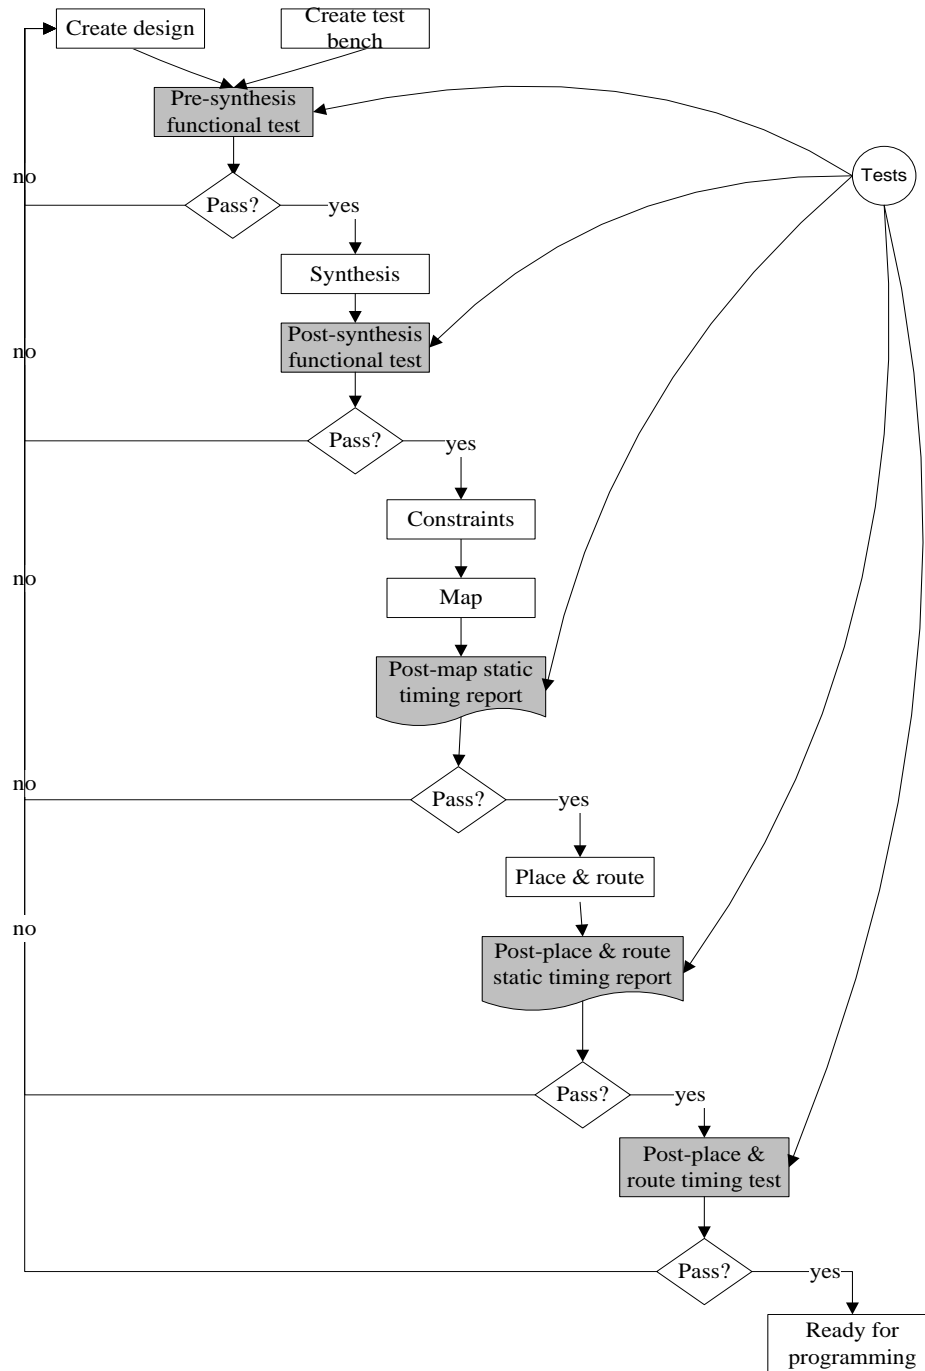 Create design
Create test
bench
Pre-synthesis
functional test
Tests
no
Pass?
yes
Synthesis
Post-synthesis
functional test
no
Pass?
yes
Constraints
no
Map
Post-map static
timing report
no
Pass?
yes
Place & route
no
Post-place & route
static timing report
Pass?
yes
Post-place &
route timing test
Pass?
yes
Ready for
programming